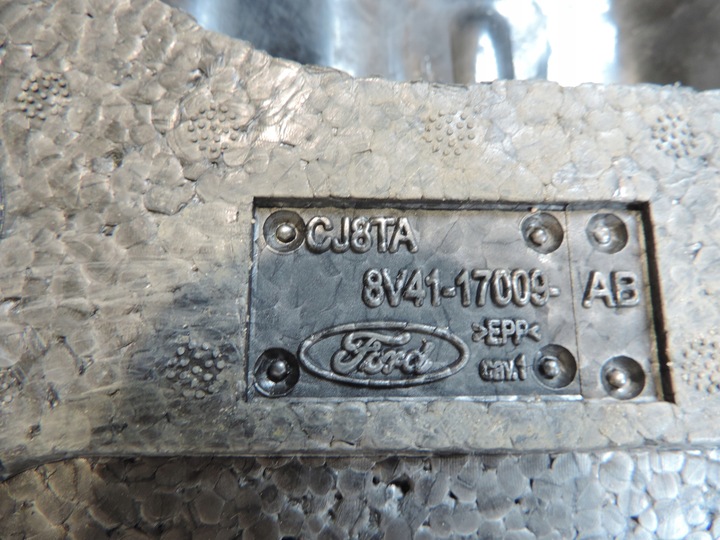 CJ8TA
8V41-17009- AB
>EPP<
Ford
cav.1